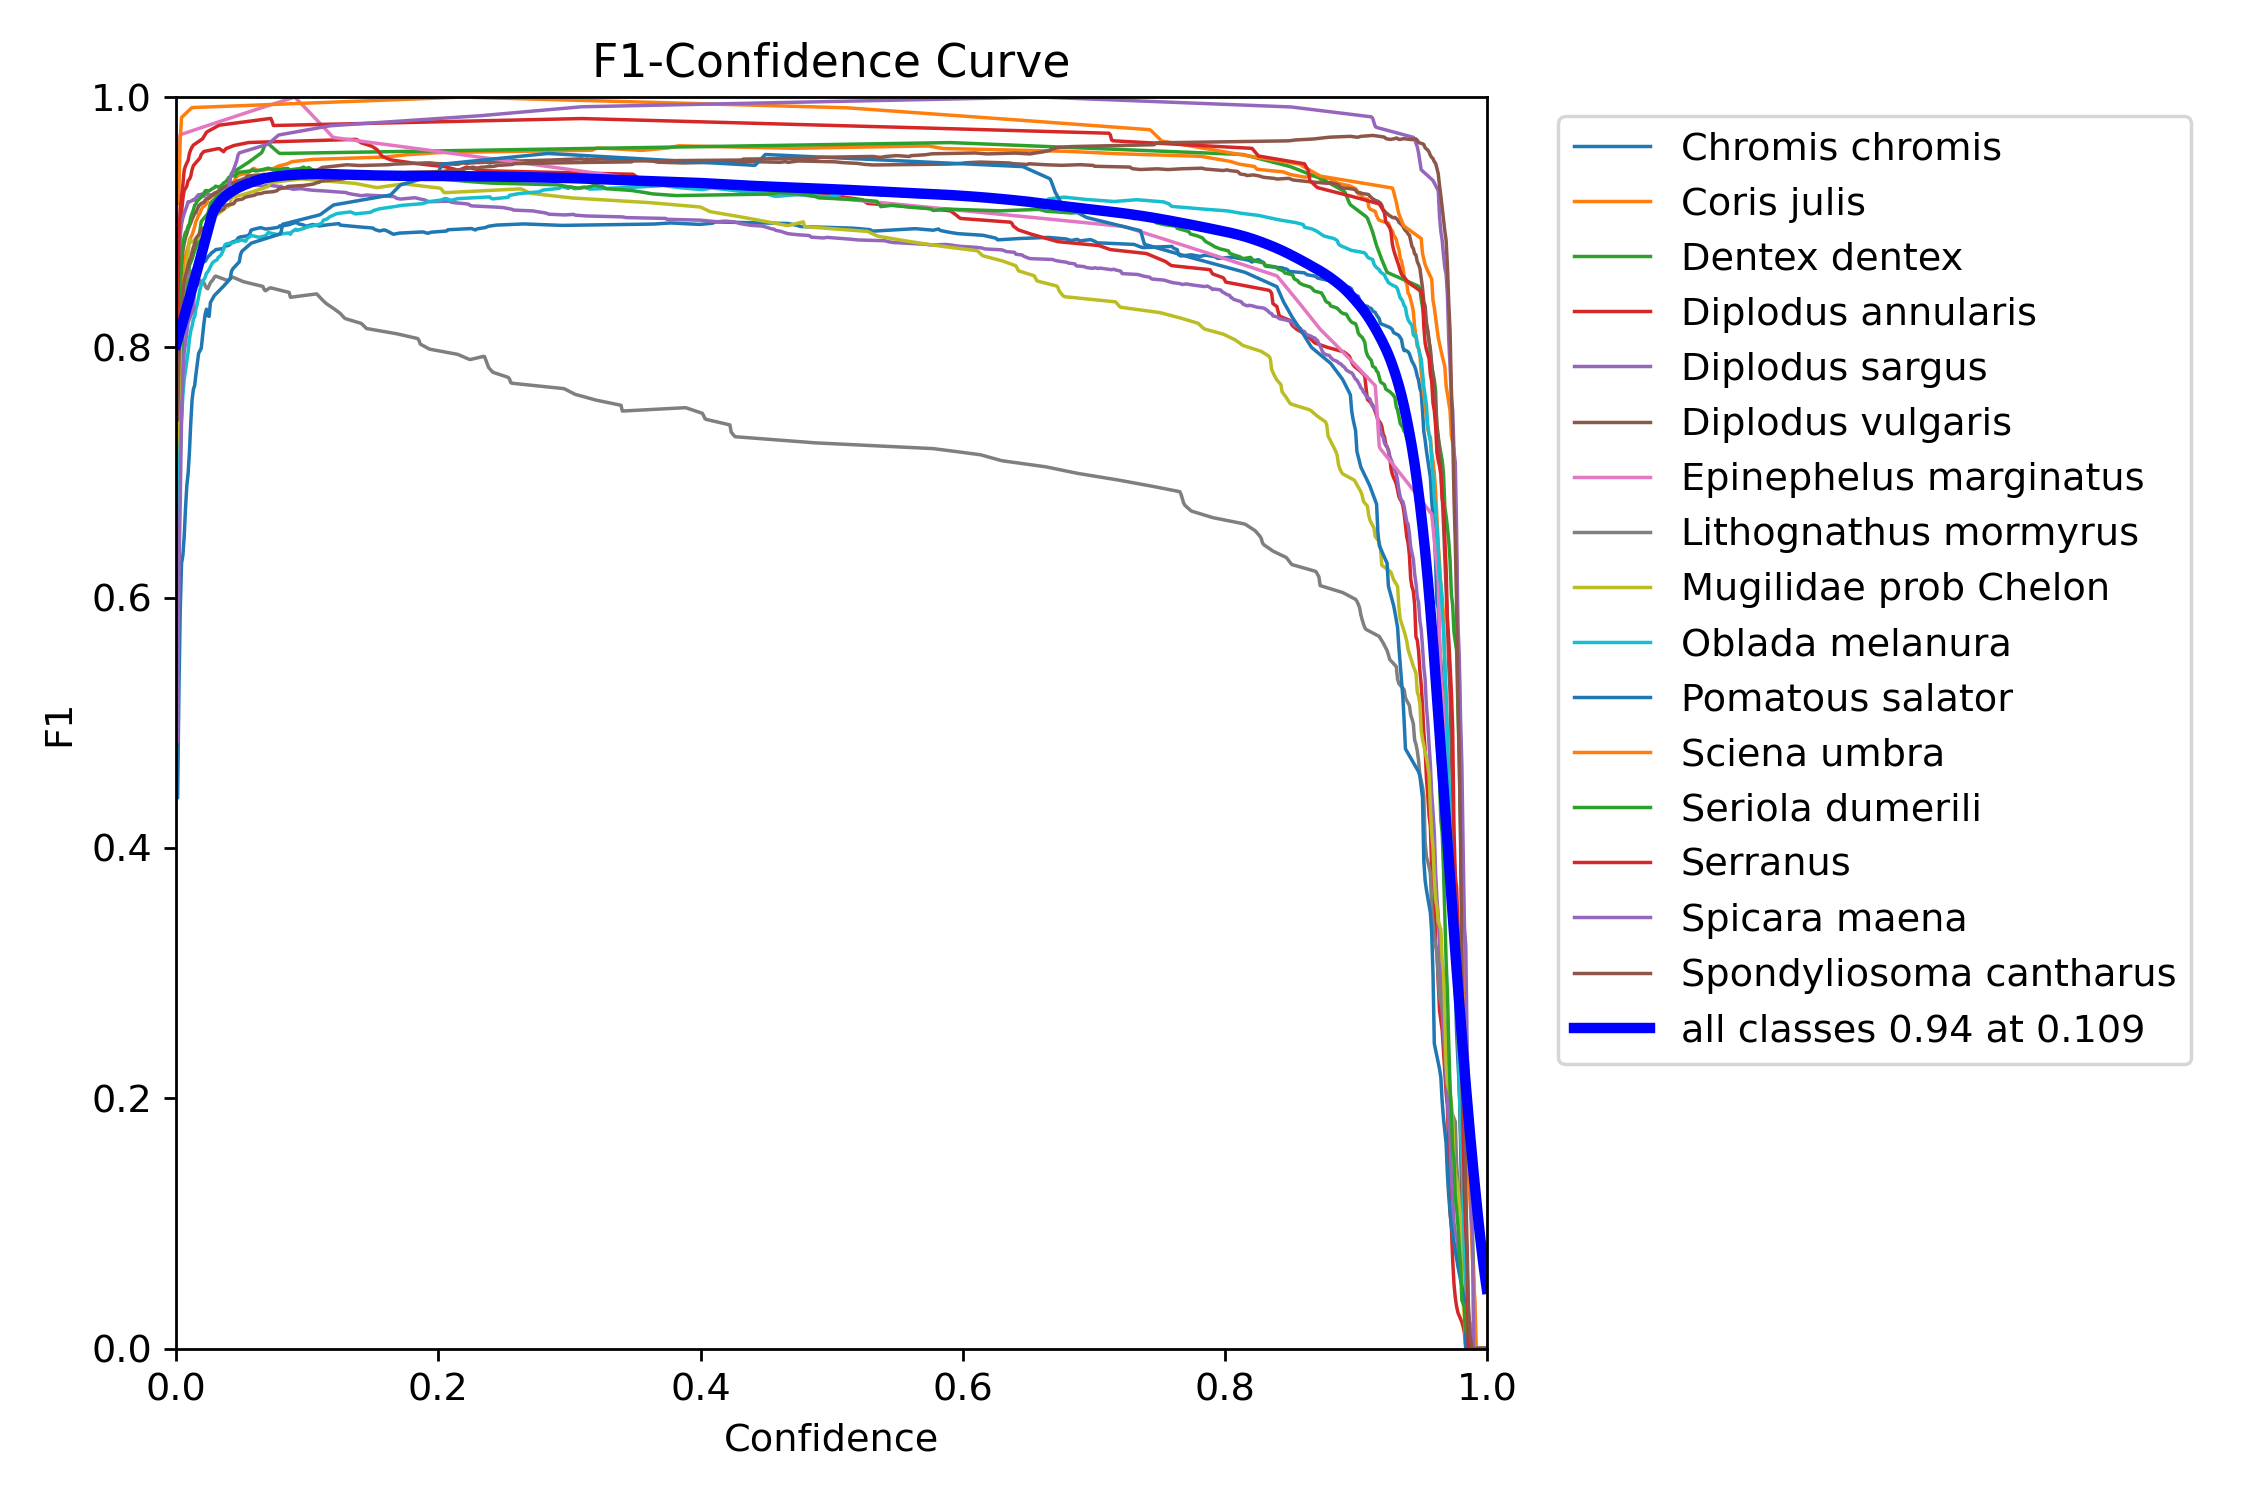 F1-Confidence Curve
1.0
0.8
0.6
0.4
0.2
0.0
F1
0.0 0.2 0.4 0.6 0.8 1.0
Confidence
Chromis chromis
Coris julis
Dentex dentex
Diplodus annularis
Diplodus sargus
Diplodus vulgaris
Epinephelus marginatus
Lithognathus mormyrus
Mugilidae prob Chelon
Oblada melanura
Pomatous salator
Sciena umbra
Seriola dumerili
Serranus
Spicara maena
Spondyliosoma cantharus
all classes 0.94 at 0.109